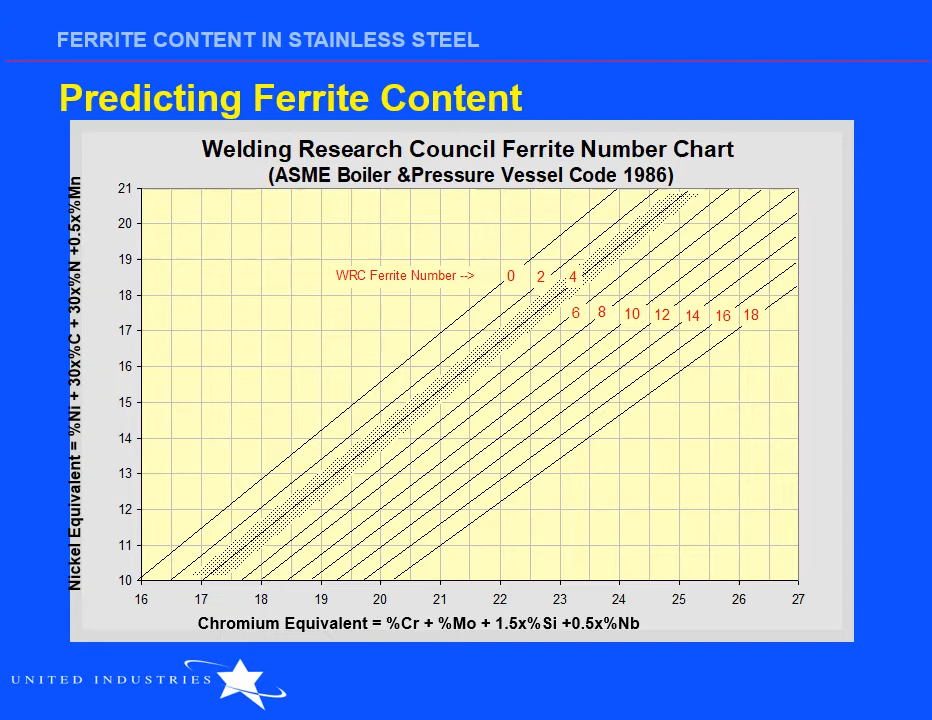 FERRITE CONTENT IN STAINLESS STEEL
Predicting Ferrite Content
Welding Research Council Ferrite Number Chart
(ASME Boiler &Pressure Vessel Code 1986)
Nickel Equivalent = %Ni + 30x%C + 30x%N +0.5x%Mn
21
20
19
18
17
16
15
14
13
12
11
10
WRC Ferrite Number --> 0 2 4
6 8 10 12 14 16 18
16 17 18 19 20 21 22 23 24 25 26 27
Chromium Equivalent = %Cr + %Mo + 1.5x%Si +0.5x%Nb
UNITED INDUSTRIES